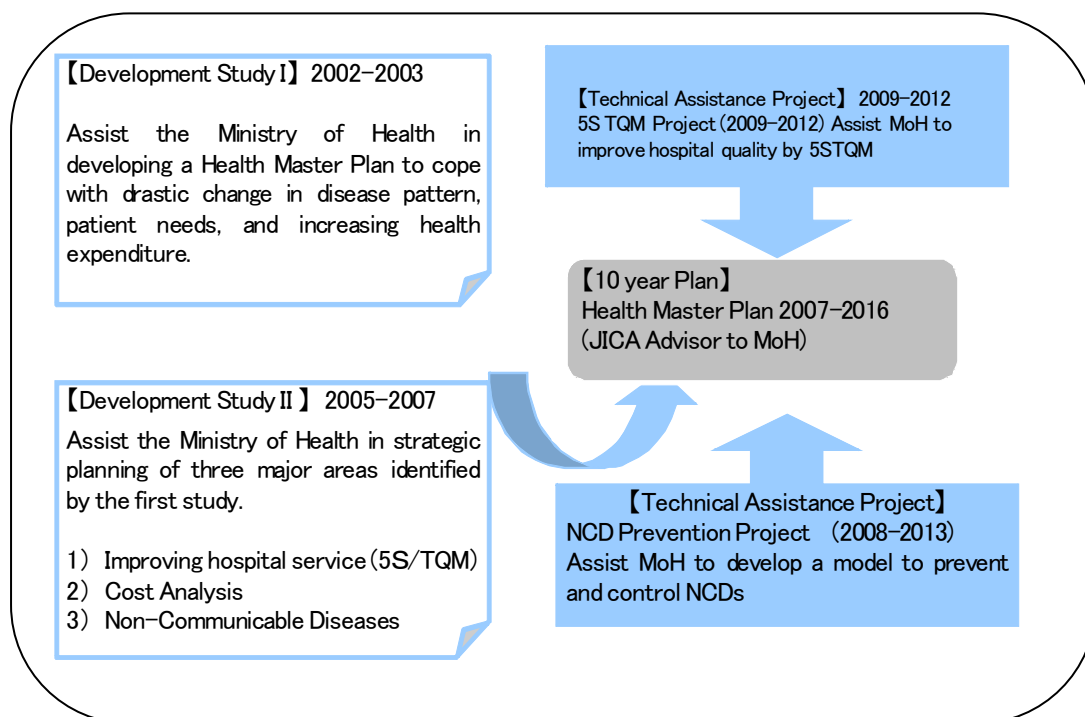 【Development Study I】 2002-2003
Assist the Ministry of Health in
developing a Health Master Plan to cope
with drastic change in disease pattern,
patient needs, and increasing health
expenditure.
【Development Study II】 2005-2007
Assist the Ministry of Health in strategic
planning of three major areas identified
by the first study.
1) Improving hospital service (5S/TQM)
2) Cost Analysis
3) Non-Communicable Diseases
【Technical Assistance Project】 2009-2012
5S TQM Project (2009-2012) Assist MoH to
improve hospital quality by 5STQM
【10 year Plan】
Health Master Plan 2007-2016
(JICA Advisor to MoH)
【Technical Assistance Project】
NCD Prevention Project (2008-2013)
Assist MoH to develop a model to prevent
and control NCDs